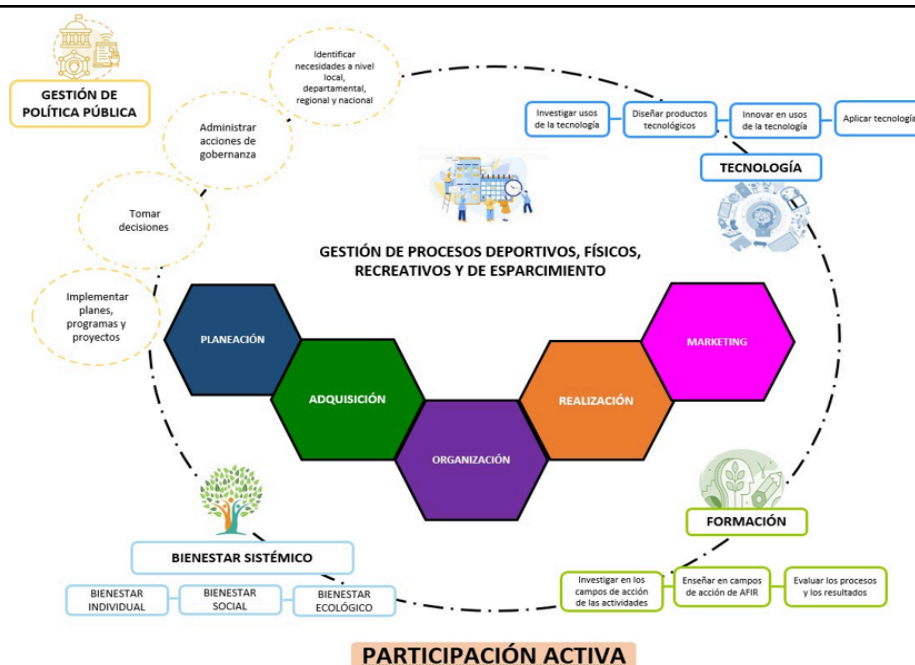 GESTIÓN DE
POLÍTICA PÚBLICA
Identificar
necesidades a nivel
local,
departamental,
regional y nacional
Administrar
acciones de
gobernanza
Tomar
decisiones
Implementar
planes,
programas y
proyectos
Investigar usos
de la tecnología
Diseñar productos
tecnológicos
Innovar en usos
de la tecnología
Aplicar tecnología
TECNOLOGÍA
GESTIÓN DE PROCESOS DEPORTIVOS, FÍSICOS,
RECREATIVOS Y DE ESPARCIMIENTO
PLANEACIÓN
ADQUISICIÓN
ORGANIZACIÓN
REALIZACIÓN
MARKETING
BIENESTAR SISTÉMICO
BIENESTAR
INDIVIDUAL
BIENESTAR
SOCIAL
BIENESTAR
ECOLÓGICO
FORMACIÓN
Investigar en los
campos de acción
de las actividades
Enseñar en campos
de acción de AFIR
Evaluar los procesos
y los resultados
PARTICIPACIÓN ACTIVA